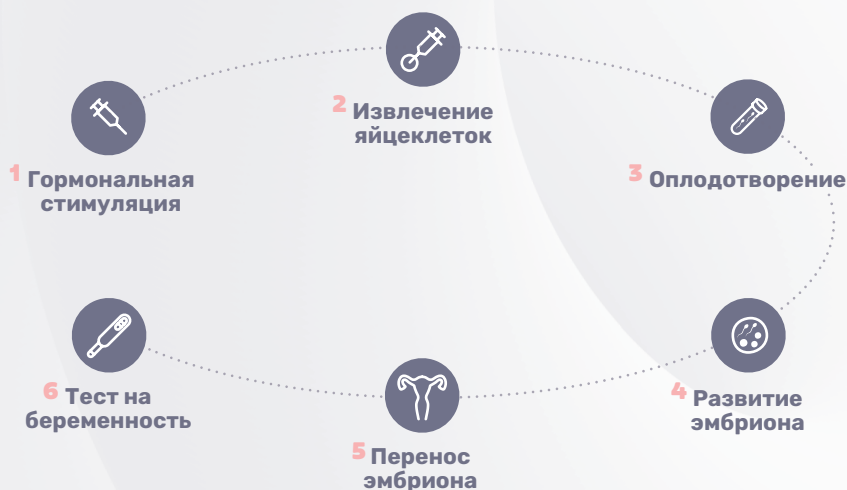 1 Гормональная
стимуляция
2 Извлечение
яйцеклеток
3 Оплодотворение
4 Развитие
эмбриона
5 Перенос
эмбриона
6 Тест на
беременность